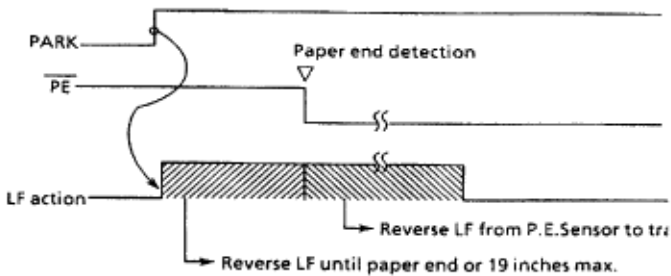 PARK
Paper end detection
PE
LF action
Reverse LF from P.E.Sensor to
Reverse LF until paper end or 19 inches max.